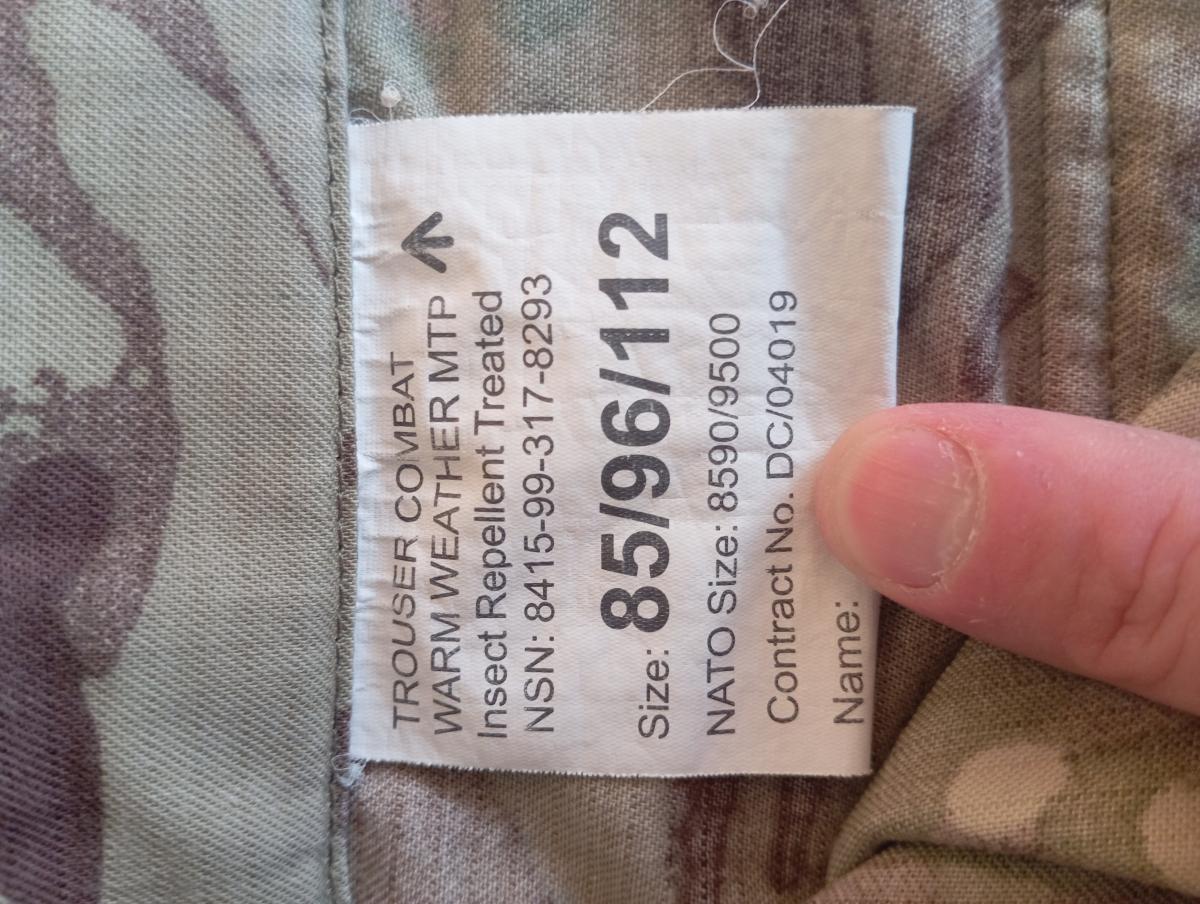 TROUSER COMBAT
WARM WEATHER MTP
Insect Repellent Treated
NSN: 8415-99-317-8293
Size: 85/96/112
NATO Size: 8590/9500
Contract No. DC/04019
Name: